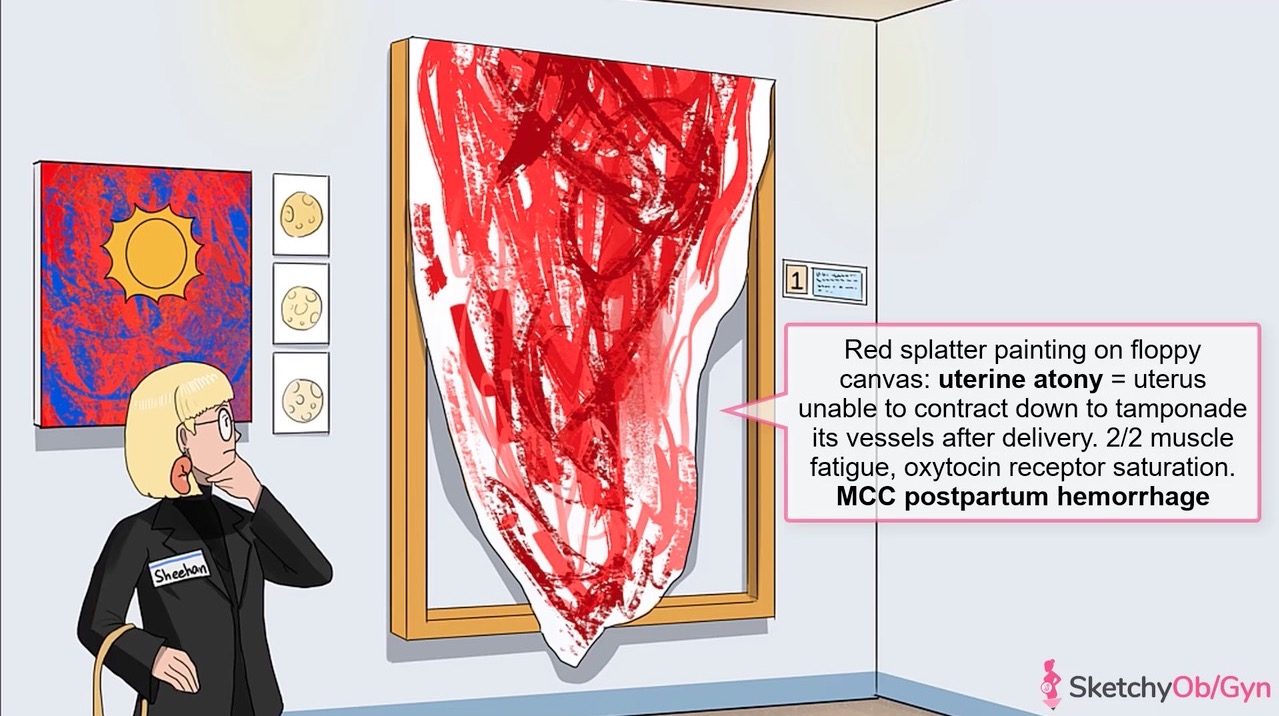 1
Red splatter painting on floppy
canvas: uterine atony = uterus
unable to contract down to tamponade
its vessels after delivery. 2/2 muscle
fatigue, oxytocin receptor saturation.
MCC postpartum hemorrhage
Sheehan
SketchyOb/Gyn